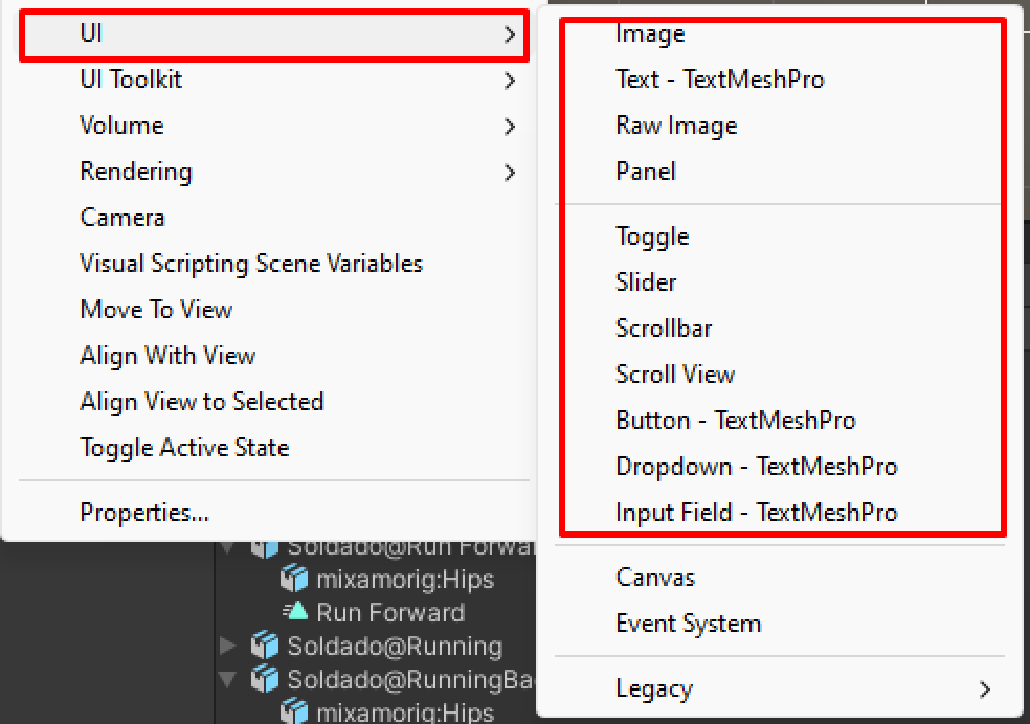 UI
UI Toolkit
Volume
Rendering
Camera
Visual Scripting Scene Variables
Move To View
Align With View
Align View to Selected
Toggle Active State
Properties...
Image
Text - TextMeshPro
Raw Image
Panel
Toggle
Slider
Scrollbar
Scroll View
Button - TextMeshPro
Dropdown - TextMeshPro
Input Field - TextMeshPro
Canvas
Event System
Legacy
Soldado@Run Forwa
mixamorig:Hips
Run Forward
Soldado@Running
Soldado@RunningBa
mixamorig:Hips